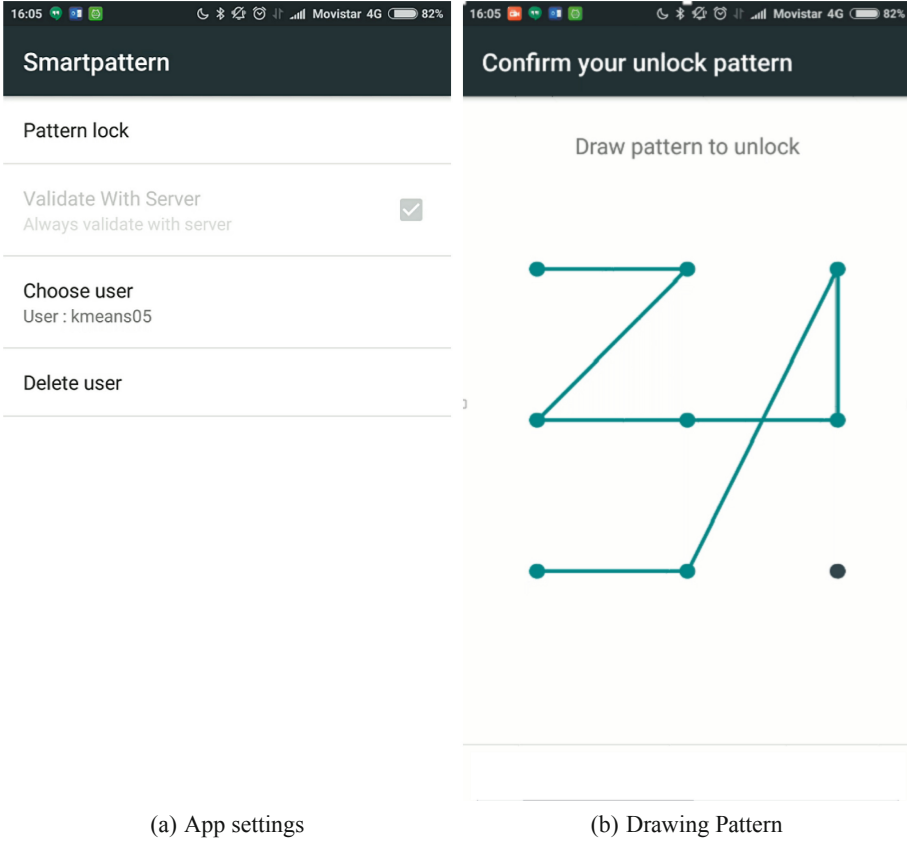 16:05 Movistar 4G 82%
Smartpattern
Pattern lock
Validate With Server
Always validate with server
Choose user
User : kmeans05
Delete user
(a) App settings
16:05 Movistar 4G 82%
Confirm your unlock pattern
Draw pattern to unlock
(b) Drawing Pattern